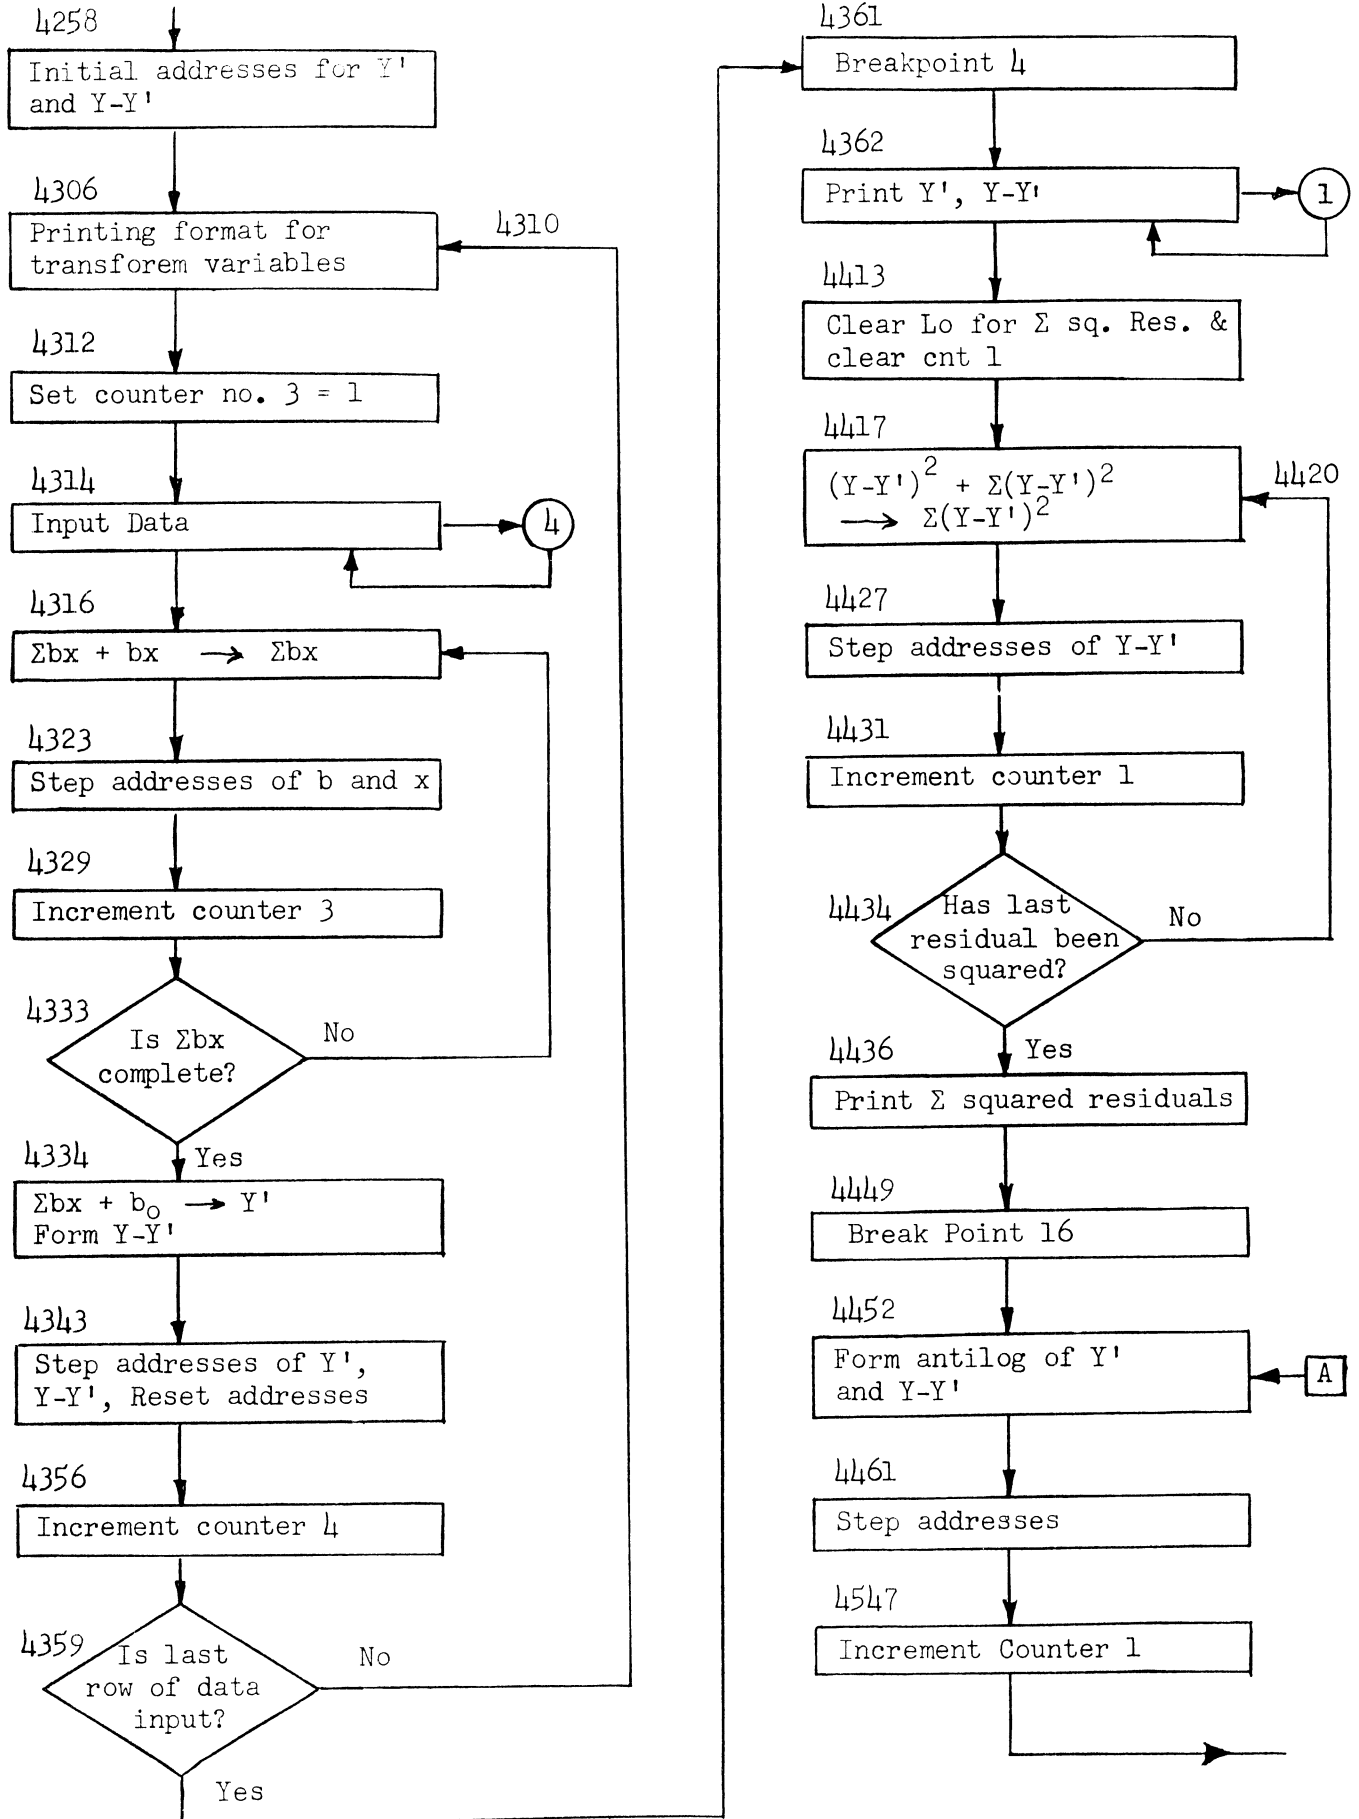 4258
Initial addresses for Y'
and Y-Y'
4306
Printing format for
transforem variables
4310
4312
Set counter no. 3 = 1
4314
Input Data
4
4316
Σbx + bx → Σbx
4323
Step addresses of b and x
4329
Increment counter 3
4333
Is Σbx
complete?
No
Yes
4334
Σbx + b₀ → Y'
Form Y-Y'
4343
Step addresses of Y',
Y-Y', Reset addresses
4356
Increment counter 4
4359
Is last
row of data
input?
No
Yes
4361
Breakpoint 4
4362
Print Y', Y-Y'
1
4413
Clear Lo for Σ sq. Res. &
clear cnt 1
4417
(Y-Y')² + Σ(Y-Y')²
→ Σ(Y-Y')²
4420
4427
Step addresses of Y-Y'
4431
Increment counter 1
4434
Has last
residual been
squared?
No
Yes
4436
Print Σ squared residuals
4449
Break Point 16
4452
Form antilog of Y'
and Y-Y'
A
4461
Step addresses
4547
Increment Counter 1